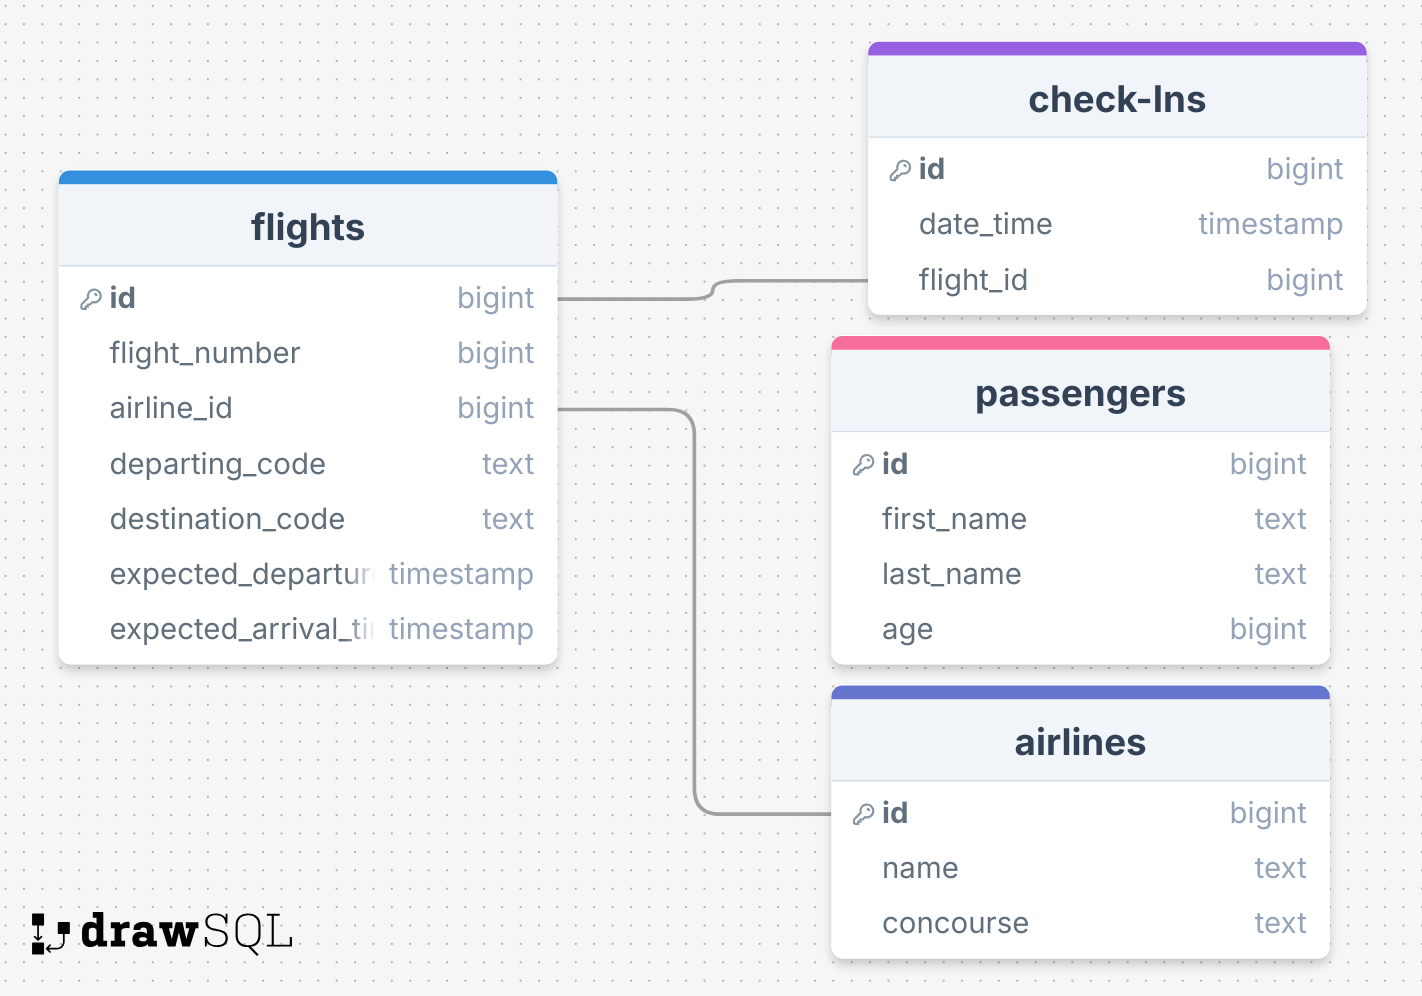 check-Ins
id bigint
date_time timestamp
flight_id bigint
flights
id bigint
flight_number bigint
airline_id bigint
departing_code text
destination_code text
expected_departur timestamp
expected_arrival_ti timestamp
passengers
id bigint
first_name text
last_name text
age bigint
airlines
id bigint
name text
concourse text
drawSQL